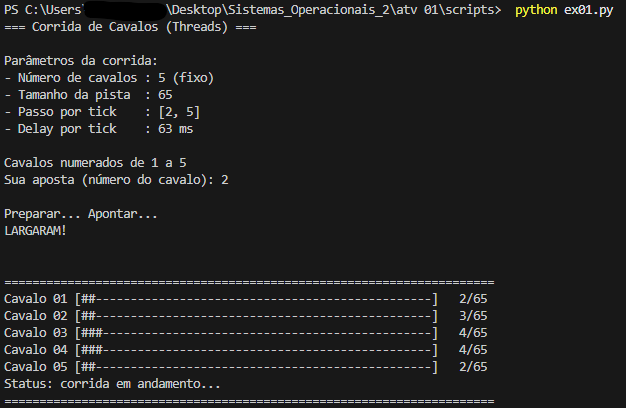 PS C:\Users\ \Desktop\Sistemas_Operacionais_2\atv 01\scripts> python ex01.py
=== Corrida de Cavalos (Threads) ===
Parâmetros da corrida:
- Número de cavalos : 5 (fixo)
- Tamanho da pista  : 65
- Passo por tick    : [2, 5]
- Delay por tick    : 63 ms
Cavalos numerados de 1 a 5
Sua aposta (número do cavalo): 2
Preparar... Apontar...
LARGARAM!
======================================================================
Cavalo 01 [##------------------------------------------------]   2/65
Cavalo 02 [##------------------------------------------------]   3/65
Cavalo 03 [###-----------------------------------------------]   4/65
Cavalo 04 [###-----------------------------------------------]   4/65
Cavalo 05 [##------------------------------------------------]   2/65
Status: corrida em andamento...
======================================================================